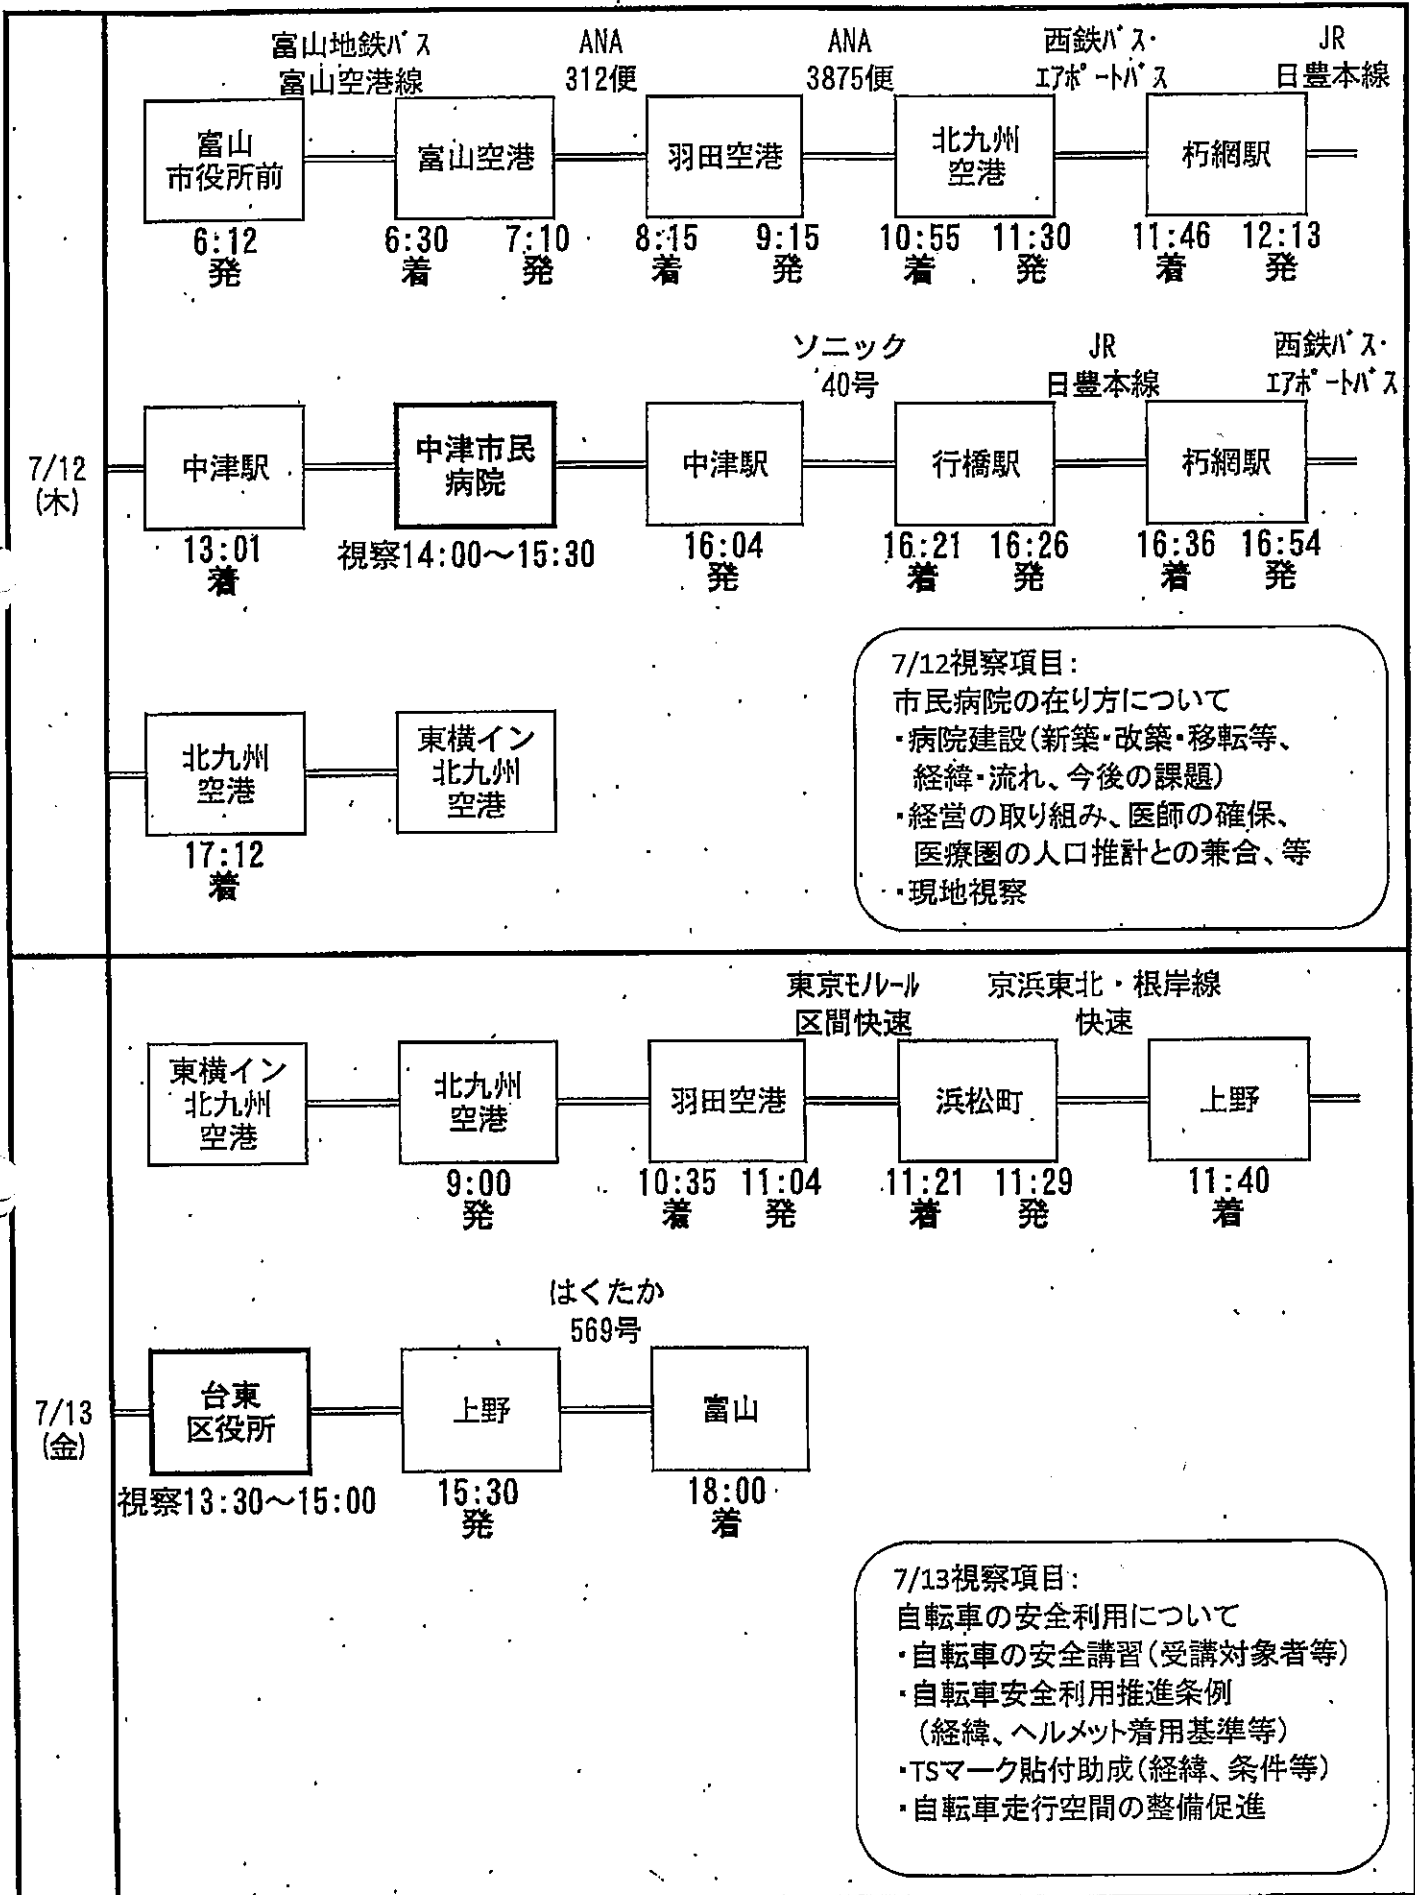 富山地鉄バス
富山空港線
ANA
312便
ANA
3875便
西鉄バス・
エアポートバス
JR
日豊本線
富山
市役所前
富山空港
羽田空港
北九州
空港
朽網駅
6:12
発
6:30
着
7:10
発
8:15
着
9:15
発
10:55
着
11:30
発
11:46
着
12:13
発
7/12
(木)
ソニック
40号
JR
日豊本線
西鉄バス・
エアポートバス
中津駅
中津市民
病院
中津駅
行橋駅
朽網駅
13:01
着
視察14:00～15:30
16:04
発
16:21
着
16:26
発
16:36
着
16:54
発
北九州
空港
東横イン
北九州
空港
17:12
着
7/12視察項目:
市民病院の在り方について
・病院建設(新築・改築・移転等、
経緯・流れ、今後の課題)
・経営の取り組み、医師の確保、
医療圏の人口推計との兼合、等
・現地視察
7/13
(金)
東京モノレール
区間快速
京浜東北・根岸線
快速
東横イン
北九州
空港
北九州
空港
羽田空港
浜松町
上野
9:00
発
10:35
着
11:04
発
11:21
着
11:29
発
11:40
着
はくたか
569号
台東
区役所
上野
富山
視察13:30～15:00
15:30
発
18:00
着
7/13視察項目:
自転車の安全利用について
・自転車の安全講習(受講対象者等)
・自転車安全利用推進条例
(経緯、ヘルメット着用基準等)
・TSマーク貼付助成(経緯、条件等)
・自転車走行空間の整備促進